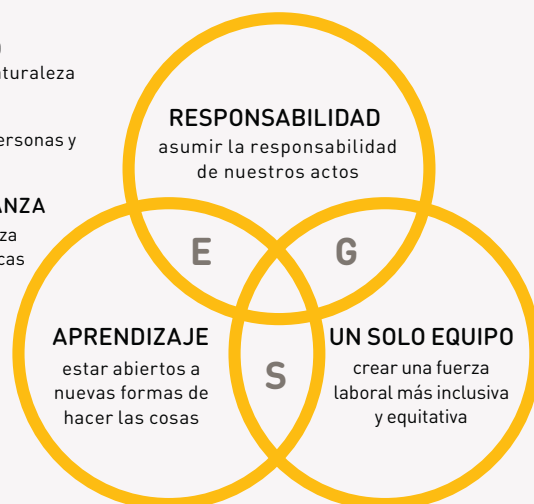 RESPONSABILIDAD
asumir la responsabilidad
de nuestros actos
E
G
APRENDIZAJE
estar abiertos a
nuevas formas de
hacer las cosas
S
UN SOLO EQUIPO
crear una fuerza
laboral más inclusiva
y equitativa